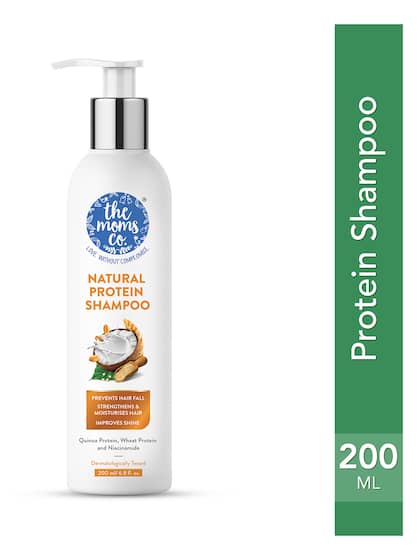 the
moms
co.
LOVE, WITHOUT COMPROMISE.
®
NATURAL
PROTEIN
SHAMPOO
PREVENTS HAIR FALL
STRENGTHENS &
MOISTURISES HAIR
IMPROVES SHINE
Quinoa Protein, Wheat Protein
and Niacinamide
Dermatologically Tested
200 ml/ 6.8 fl. oz.
Protein Shampoo
200
ML